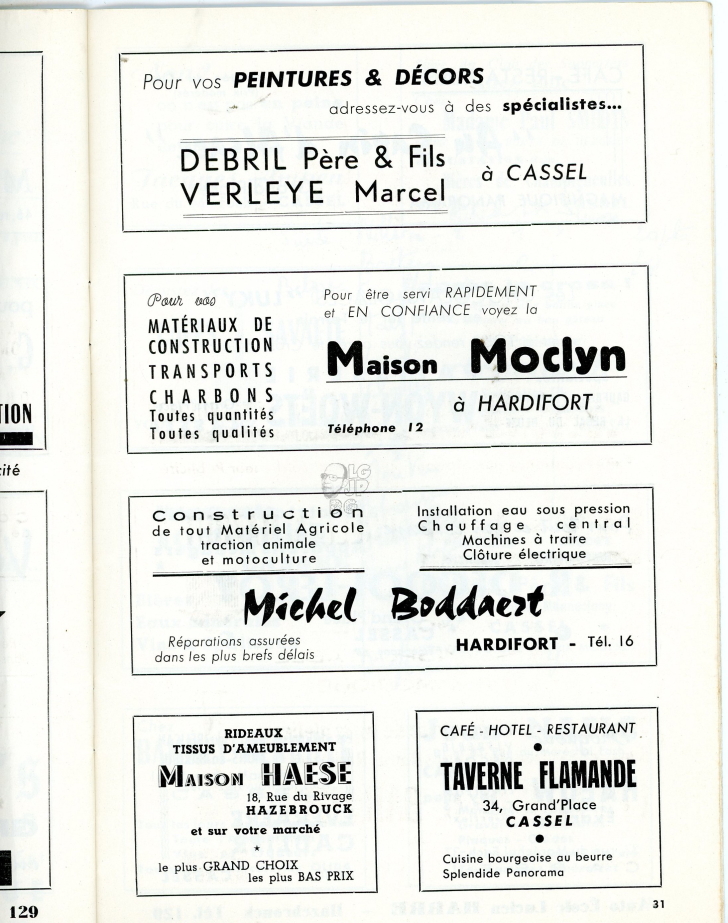 Pour vos PEINTURES & DÉCORS
adressez-vous à des spécialistes...
DEBRIL Père & Fils
VERLEYE Marcel
à CASSEL
Pour vos
MATÉRIAUX DE
CONSTRUCTION
TRANSPORTS
CHARBONS
Toutes quantités
Toutes qualités
Pour être servi RAPIDEMENT
et EN CONFIANCE voyez la
Maison Moclyn
à HARDIFORT
Téléphone 12
LG
JP
DG
Construction
de tout Matériel Agricole
traction animale
et motoculture
Installation eau sous pression
Chauffage central
Machines à traire
Clôture électrique
Michel Boddaert
Réparations assurées
dans les plus brefs délais
HARDIFORT - Tél. 16
RIDEAUX
TISSUS D'AMEUBLEMENT
MAISON HAESE
18, Rue du Rivage
HAZEBROUCK
et sur votre marché
le plus GRAND CHOIX
les plus BAS PRIX
CAFÉ - HOTEL - RESTAURANT
TAVERNE FLAMANDE
34, Grand'Place
CASSEL
Cuisine bourgeoise au beurre
Splendide Panorama
31
TION
cité
129